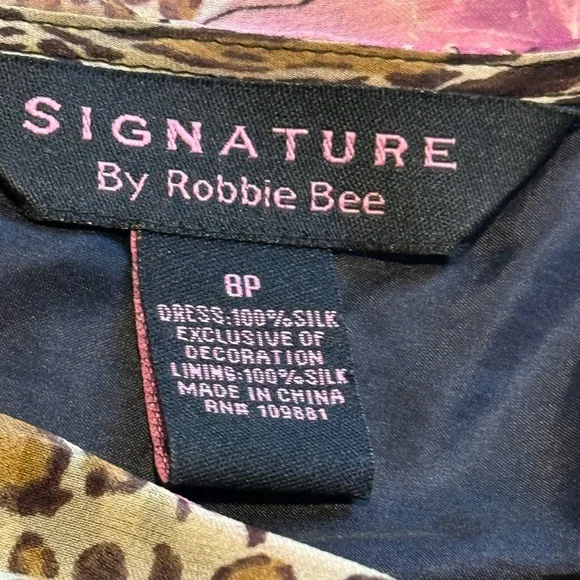 SIGNATURE
By Robbie Bee
8P
DRESS:100%SILK
EXCLUSIVE OF
DECORATION
LINING:100%SILK
MADE IN CHINA
RN# 109881